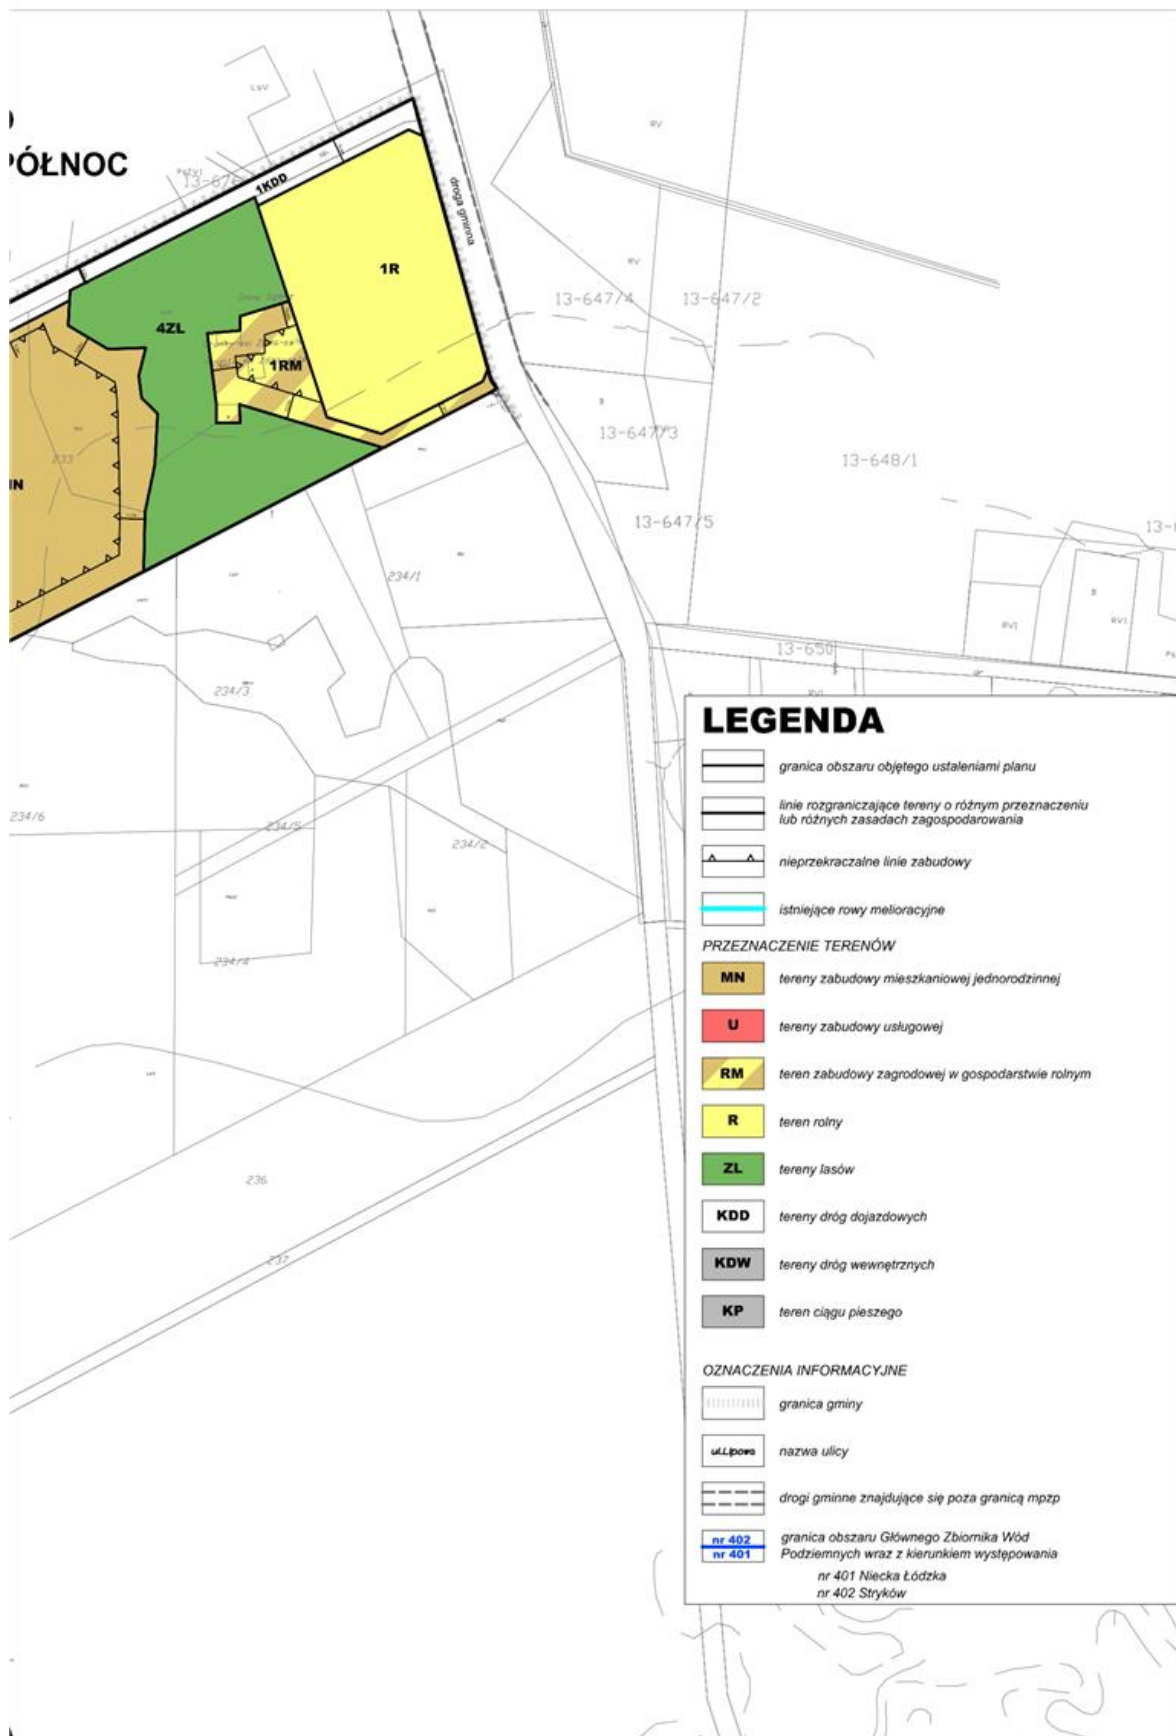 PÓŁNOC
LsV
RV
1KDD
droga gminna
1R
RV
13-647/4
13-647/2
4ZL
1RM
13-647/3
13-648/1
233
13-647/5
234/1
RVI
RVI
13-650
234/3
234/6
234/5
234/2
234/4
236
237
LEGENDA
granica obszaru objętego ustaleniami planu
linie rozgraniczające tereny o różnym przeznaczeniu
lub różnych zasadach zagospodarowania
nieprzekraczalne linie zabudowy
istniejące rowy melioracyjne
PRZEZNACZENIE TERENÓW
MN tereny zabudowy mieszkaniowej jednorodzinnej
U tereny zabudowy usługowej
RM teren zabudowy zagrodowej w gospodarstwie rolnym
R teren rolny
ZL tereny lasów
KDD tereny dróg dojazdowych
KDW tereny dróg wewnętrznych
KP teren ciągu pieszego
OZNACZENIA INFORMACYJNE
granica gminy
ul.Lipowa nazwa ulicy
drogi gminne znajdujące się poza granicą mpzp
nr 402 granica obszaru Głównego Zbiornika Wód
nr 401 Podziemnych wraz z kierunkiem występowania
nr 401 Niecka Łódzka
nr 402 Stryków